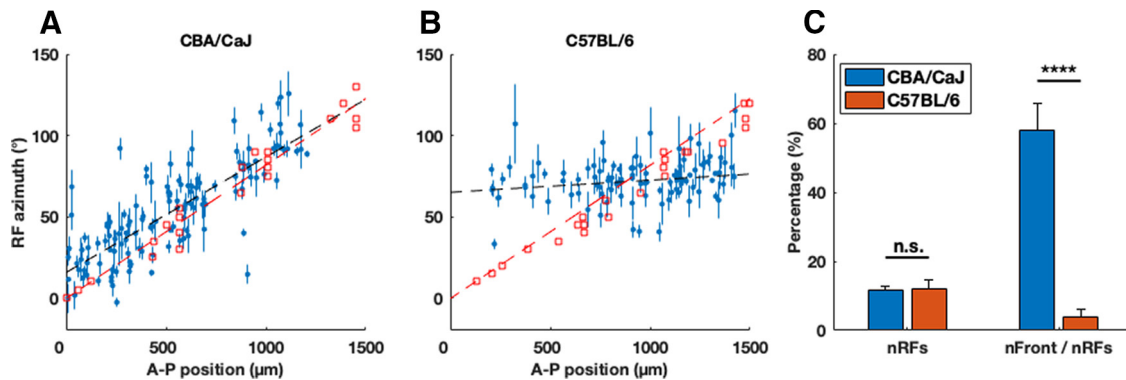 A
CBA/CaJ
RF azimuth (°)
150
100
50
0
0
500
1000
1500
A-P position (µm)
B
C57BL/6
150
100
50
0
0
500
1000
1500
A-P position (µm)
C
Percentage (%)
80
60
40
20
0
CBA/CaJ
C57BL/6
n.s.
****
nRFs
nFront / nRFs